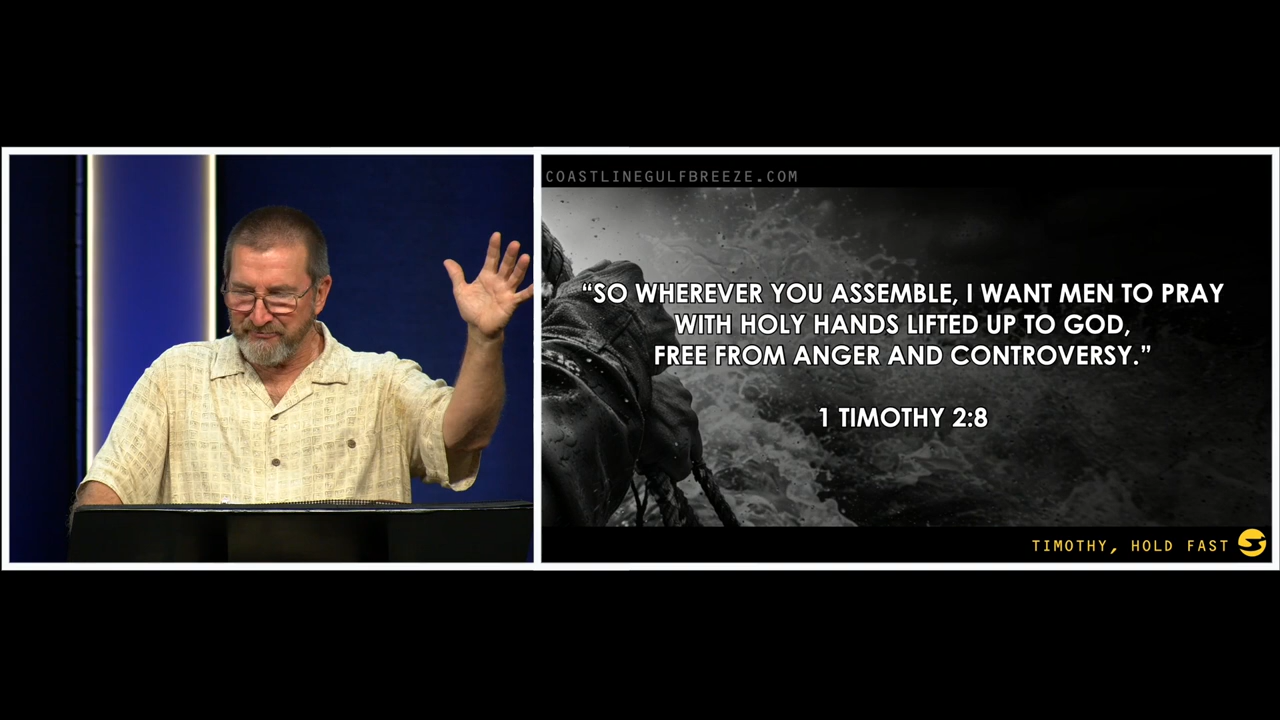 COASTLINEGULFBREEZE.COM
“SO WHEREVER YOU ASSEMBLE, I WANT MEN TO PRAY
WITH HOLY HANDS LIFTED UP TO GOD,
FREE FROM ANGER AND CONTROVERSY.”
1 TIMOTHY 2:8
TIMOTHY, HOLD FAST